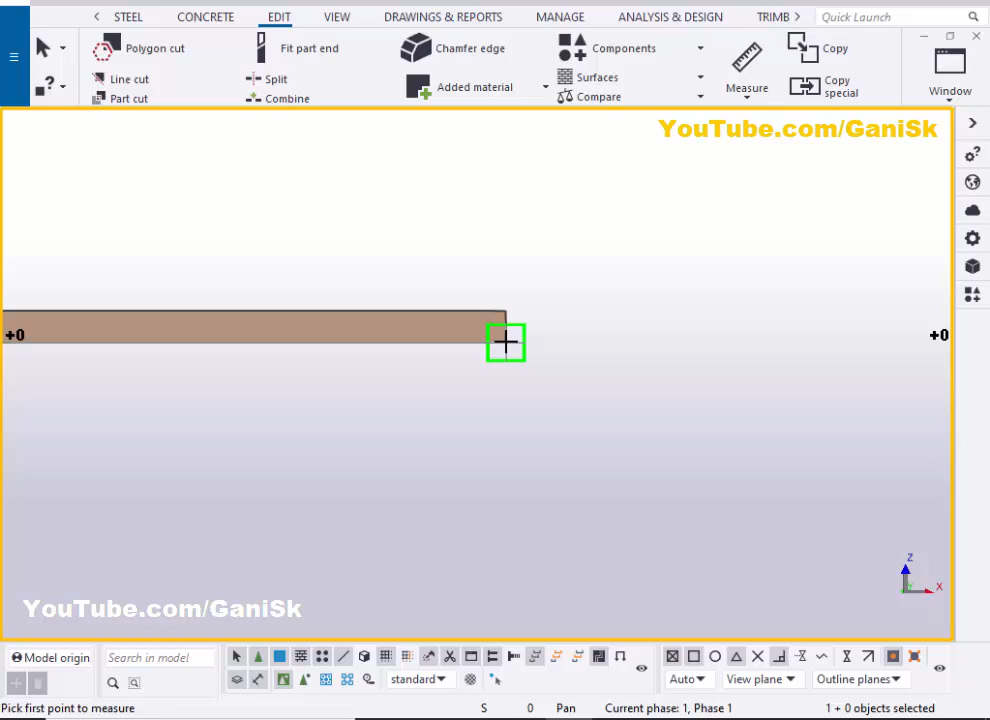 STEEL CONCRETE EDIT VIEW DRAWINGS & REPORTS MANAGE ANALYSIS & DESIGN TRIMB Quick Launch
Polygon cut Fit part end Chamfer edge Components Copy
Line cut Split Added material Surfaces Measure Copy special Window
Part cut Combine Compare
YouTube.com/GaniSk
+0 +0
Z
X
YouTube.com/GaniSk
Model origin Search in model
standard Auto View plane Outline planes
Pick first point to measure S 0 Pan Current phase: 1, Phase 1 1 + 0 objects selected